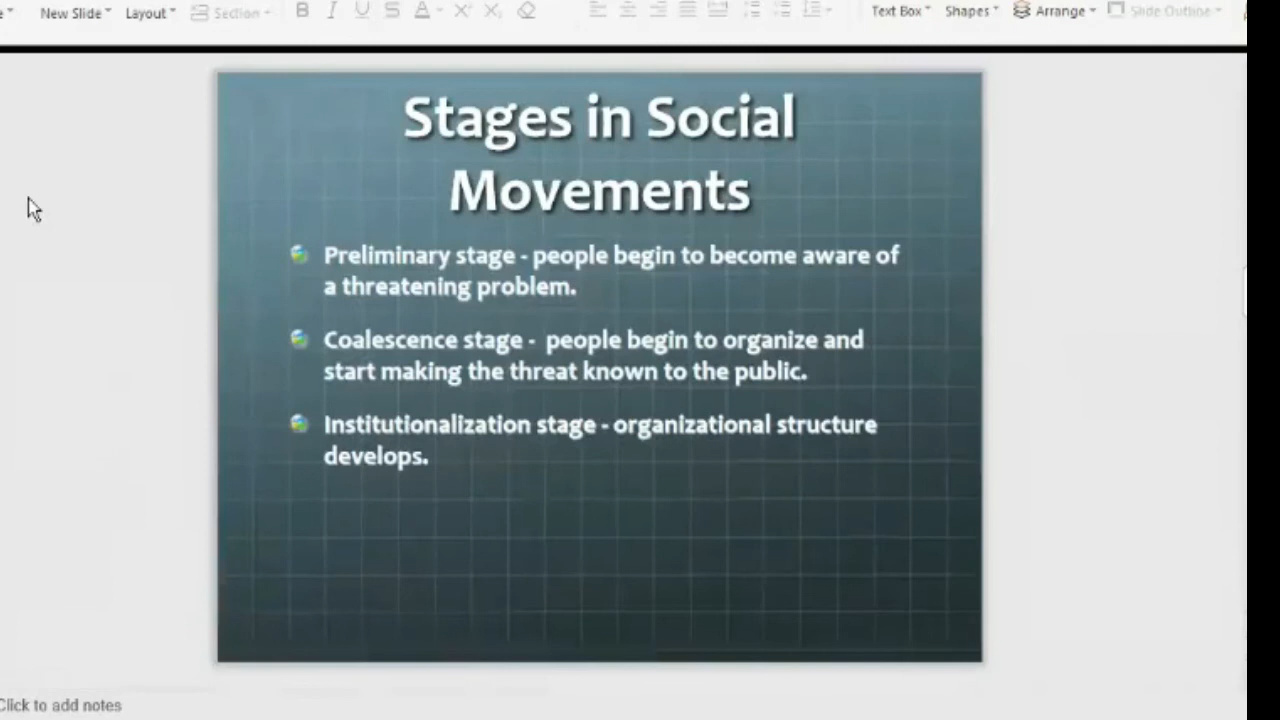 New Slide Layout Section B I U S A X² X₂ Text Box Shapes Arrange Slide Outline
Stages in Social
Movements
Preliminary stage - people begin to become aware of
a threatening problem.
Coalescence stage -  people begin to organize and
start making the threat known to the public.
Institutionalization stage - organizational structure
develops.
Click to add notes